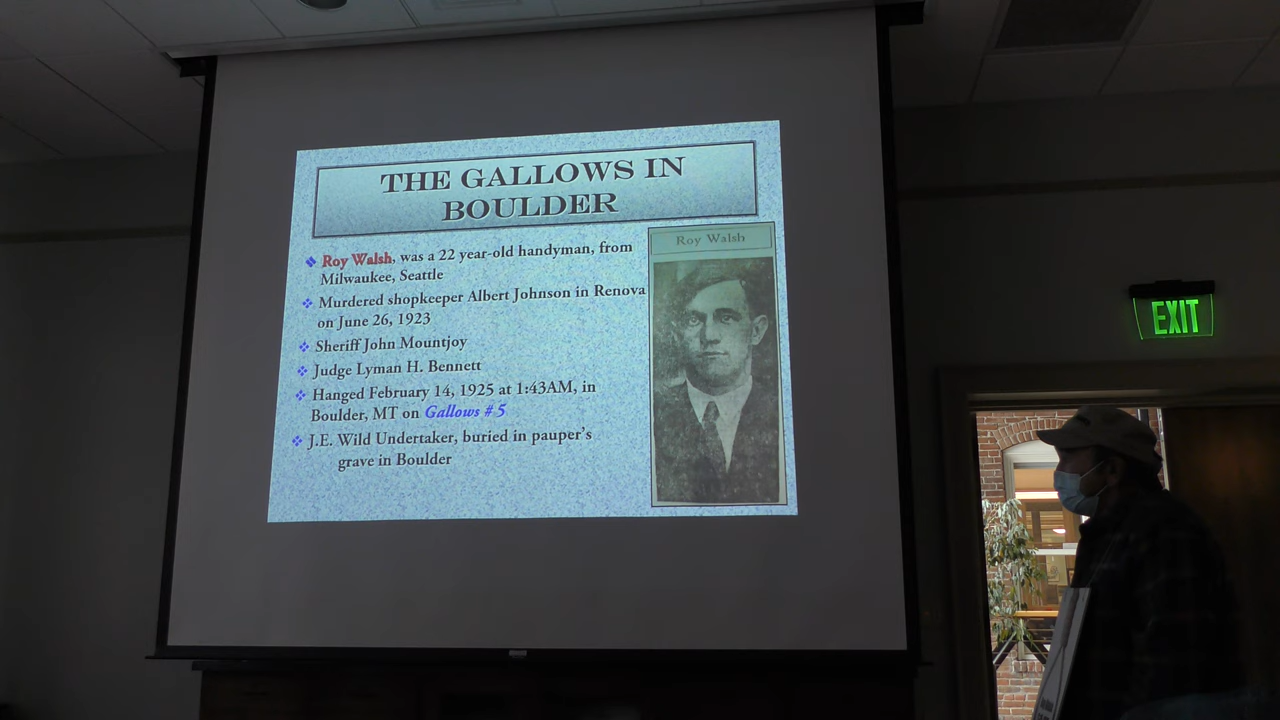 THE GALLOWS IN
BOULDER
Roy Walsh, was a 22 year-old handyman, from
Milwaukee, Seattle
Murdered shopkeeper Albert Johnson in Renova
on June 26, 1923
Sheriff John Mountjoy
Judge Lyman H. Bennett
Hanged February 14, 1925 at 1:43AM, in
Boulder, MT on Gallows # 5
J.E. Wild Undertaker, buried in pauper's
grave in Boulder
Roy Walsh
EXIT